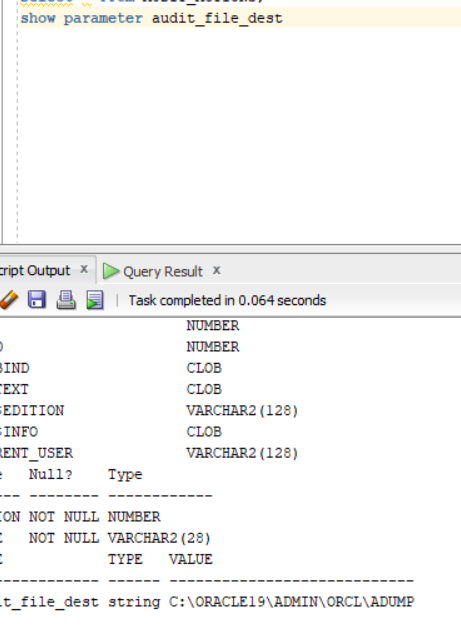 show parameter audit_file_dest
cript Output x Query Result x
Task completed in 0.064 seconds
NUMBER
NUMBER
BIND CLOB
TEXT CLOB
EDITION VARCHAR2(128)
INFO CLOB
RENT_USER VARCHAR2(128)
e Null? Type
--- -------- ------------
ION NOT NULL NUMBER
E NOT NULL VARCHAR2(28)
E TYPE VALUE
------------ ------ ----------------------------
it_file_dest string C:\ORACLE19\ADMIN\ORCL\ADUMP